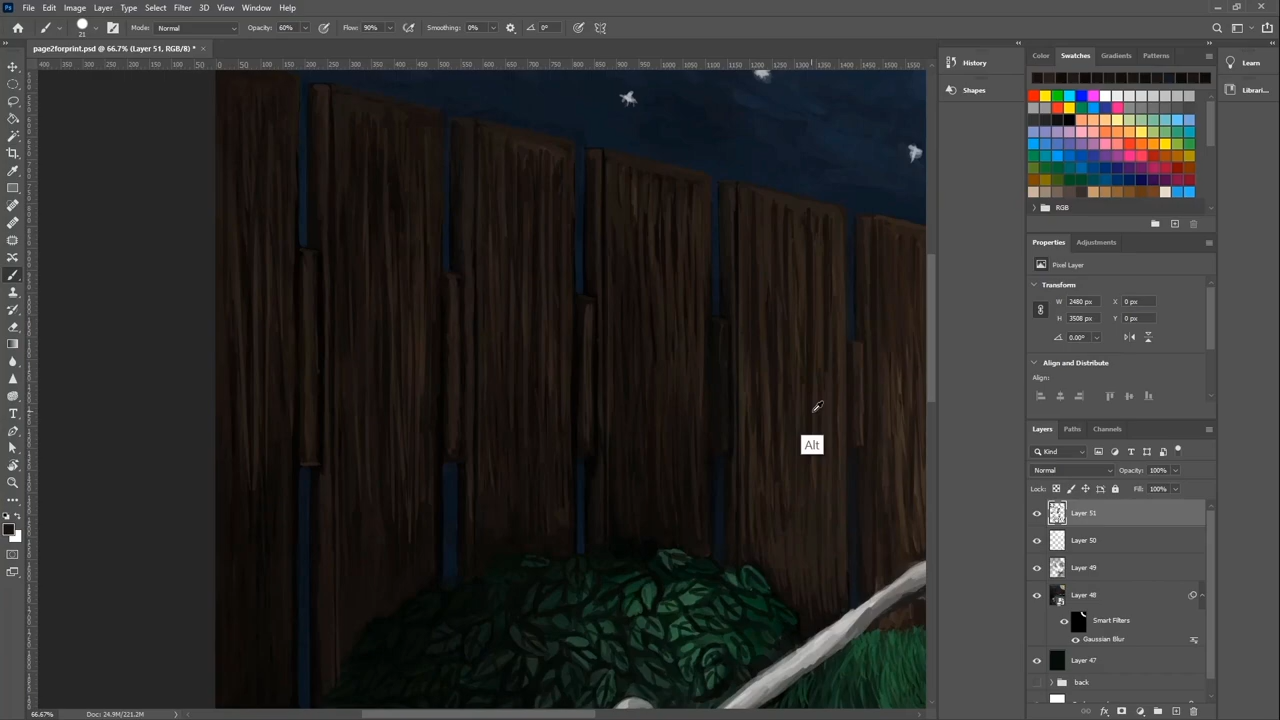 File Edit Image Layer Type Select Filter 3D View Window Help
21 Mode: Normal Opacity: 60% Flow: 90% Smoothing: 0% 0°
page2forprint.psd @ 66.7% (Layer 51, RGB/8) *
History
Shapes
Color Swatches Gradients Patterns
Learn
Librari...
RGB
Properties Adjustments
Pixel Layer
Transform
W 2480 px X 0 px
H 3508 px Y 0 px
0.00°
Align and Distribute
Align:
Alt
Layers Paths Channels
Kind
Normal Opacity: 100%
Lock: Fill: 100%
Layer 51
Layer 50
Layer 49
Layer 48
Smart Filters
Gaussian Blur
Layer 47
back
66.67% Doc: 24.9M/221.2M